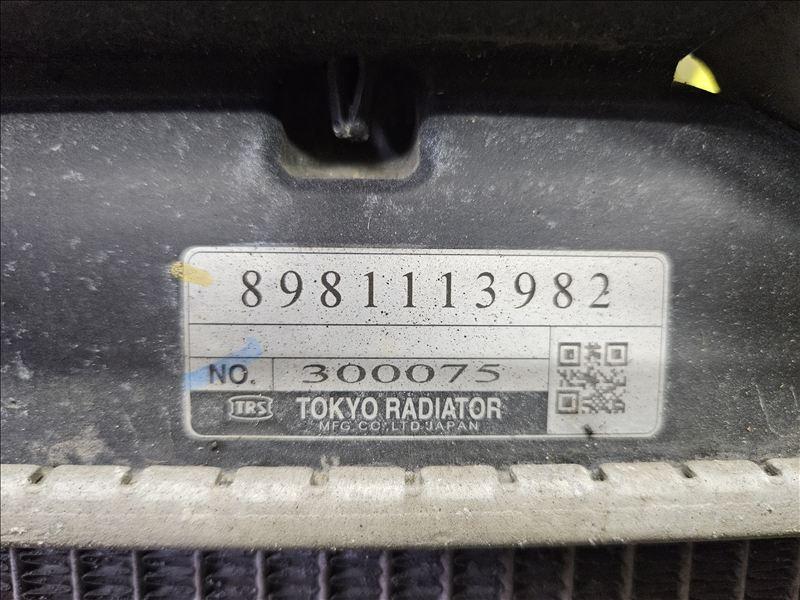 8981113982
NO. 300075
TRS TOKYO RADIATOR
MFG.CO.,LTD.JAPAN